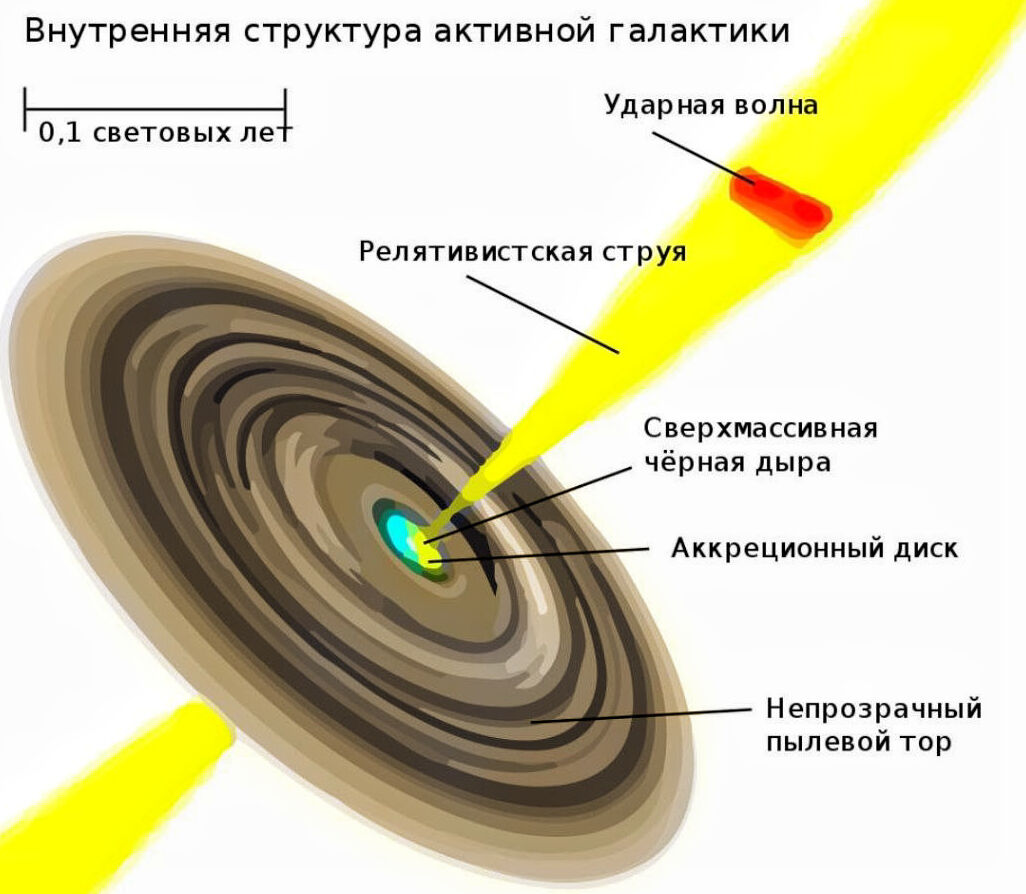 Внутренняя структура активной галактики
0,1 световых лет
Ударная волна
Релятивистская струя
Сверхмассивная
чёрная дыра
Аккреционный диск
Непрозрачный
пылевой тор